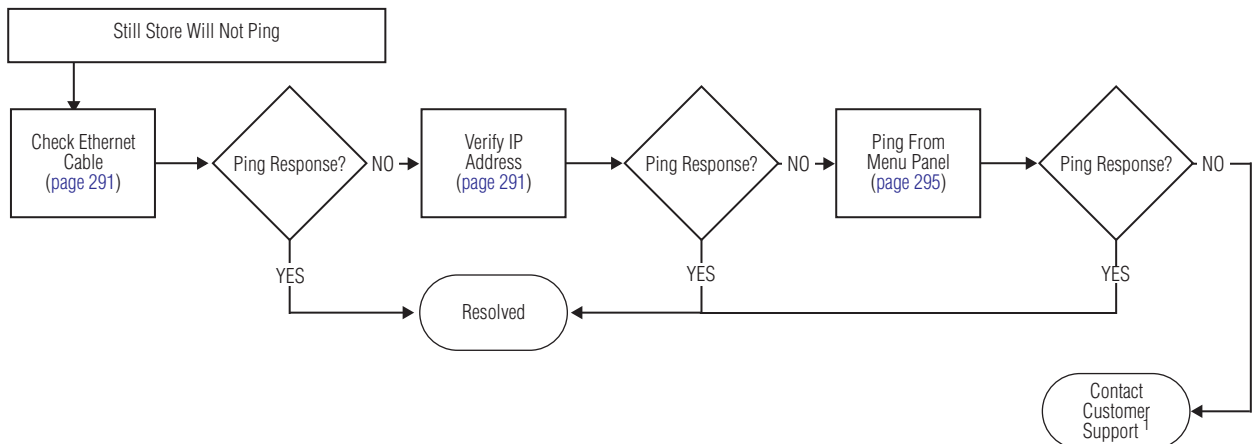 Still Store Will Not Ping
Check Ethernet
Cable
(page 291)
Ping Response?
NO
Verify IP
Address
(page 291)
Ping Response?
NO
Ping From
Menu Panel
(page 295)
Ping Response?
NO
YES
YES
YES
Resolved
Contact
Customer
Support 1